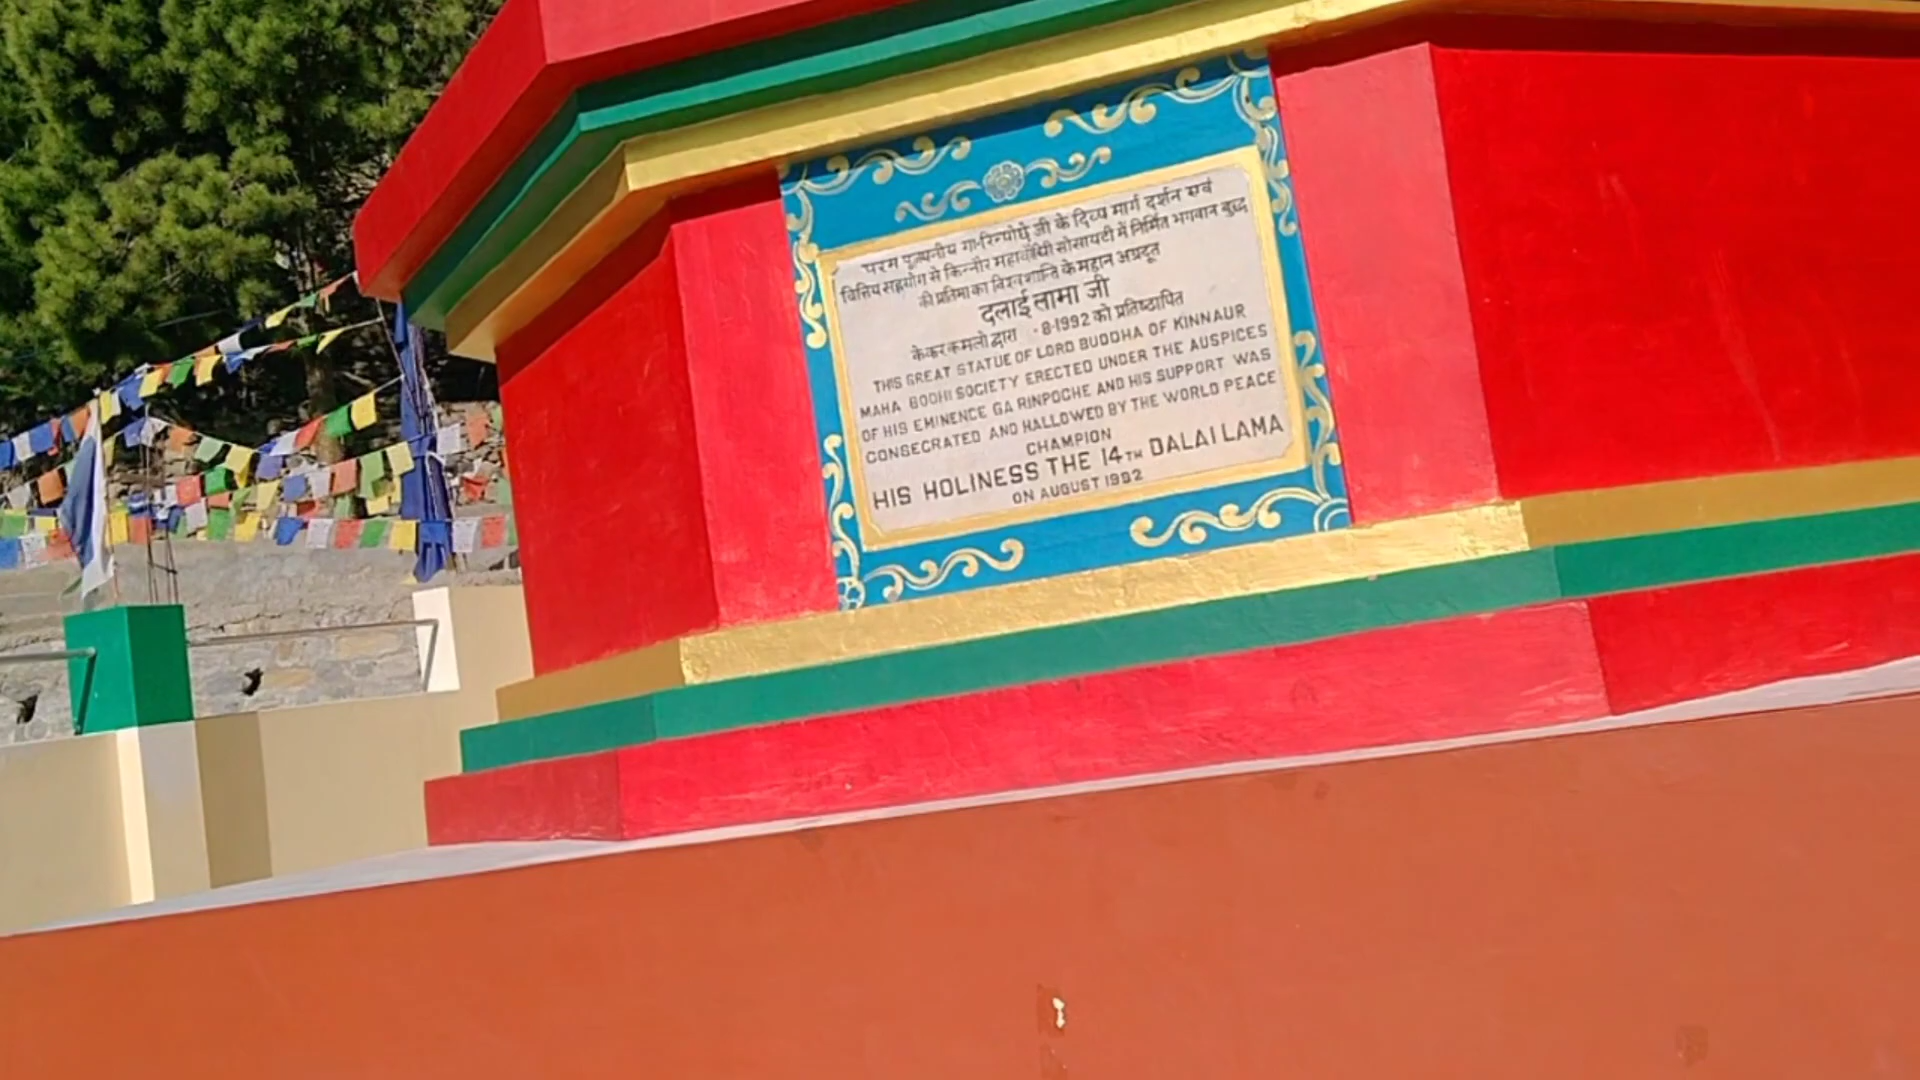 परम पूज्यनीय गा-रिन्पोछे जी के दिव्य मार्ग दर्शन एवं
वित्तिय सहयोग से किन्नौर महाबोधी सोसायटी में निर्मित भगवान बुद्ध
की प्रतिमा का विश्व शान्ति के महान अग्रदूत
दलाई लामा जी
के कर कमलो द्वारा -8-1992 को प्रतिष्ठापित
THIS GREAT STATUE OF LORD BUDDHA OF KINNAUR
MAHA BODHI SOCIETY ERECTED UNDER THE AUSPICES
OF HIS EMINENCE GA RINPOCHE AND HIS SUPPORT WAS
CONSECRATED AND HALLOWED BY THE WORLD PEACE
CHAMPION
HIS HOLINESS THE 14TH DALAI LAMA
ON AUGUST 1992